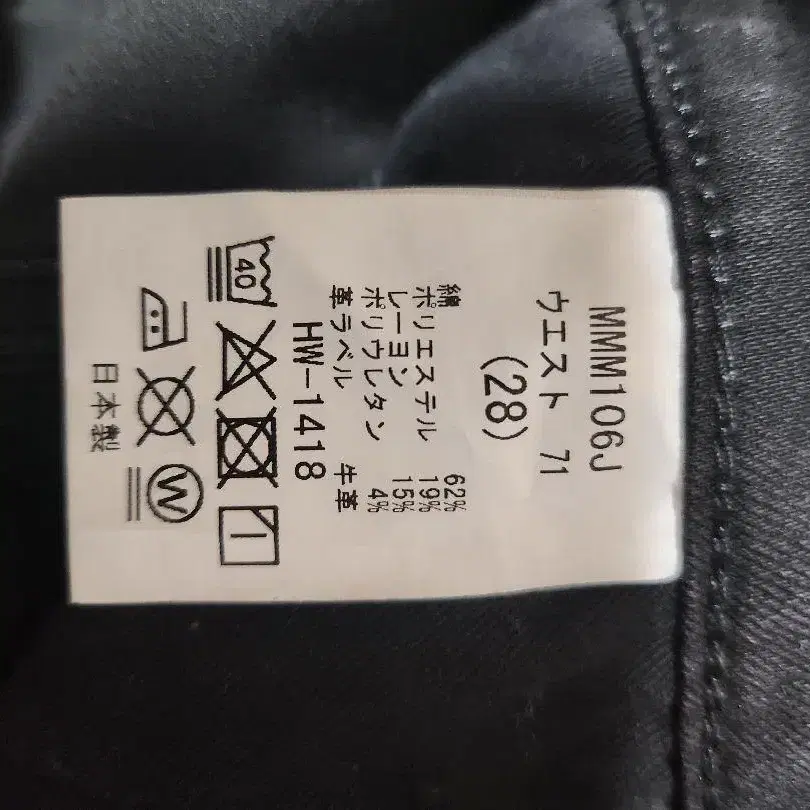 MMM106J
ウエスト 71
(28)
綿 62%
ポリエステル 19%
レーヨン 15%
ポリウレタン 4%
革ラベル 牛革
HW-1418
40
W
日本製